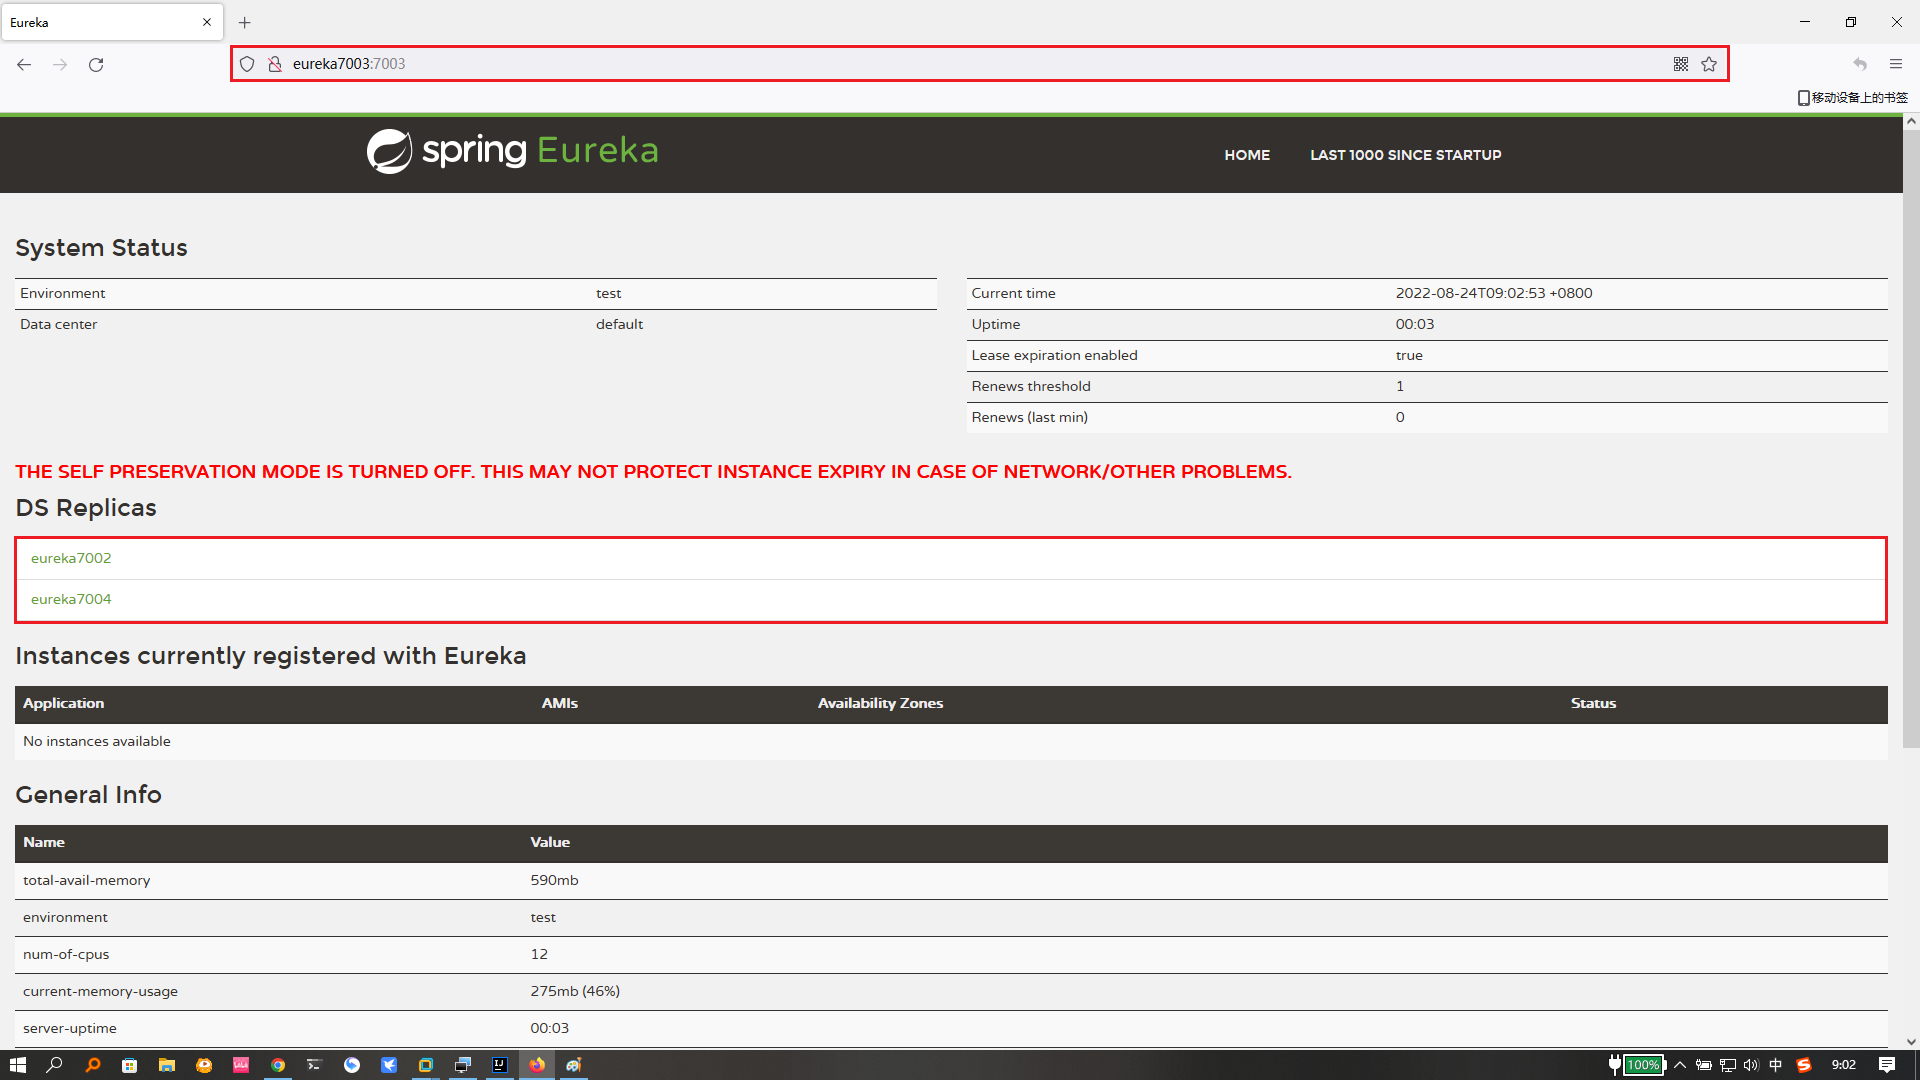 Eureka
eureka7003:7003
移动设备上的书签
spring Eureka
HOME LAST 1000 SINCE STARTUP
System Status
Environment test
Data center default
Current time 2022-08-24T09:02:53 +0800
Uptime 00:03
Lease expiration enabled true
Renews threshold 1
Renews (last min) 0
THE SELF PRESERVATION MODE IS TURNED OFF. THIS MAY NOT PROTECT INSTANCE EXPIRY IN CASE OF NETWORK/OTHER PROBLEMS.
DS Replicas
eureka7002
eureka7004
Instances currently registered with Eureka
Application AMIs Availability Zones Status
No instances available
General Info
Name Value
total-avail-memory 590mb
environment test
num-of-cpus 12
current-memory-usage 275mb (46%)
server-uptime 00:03
100% 中 9:02